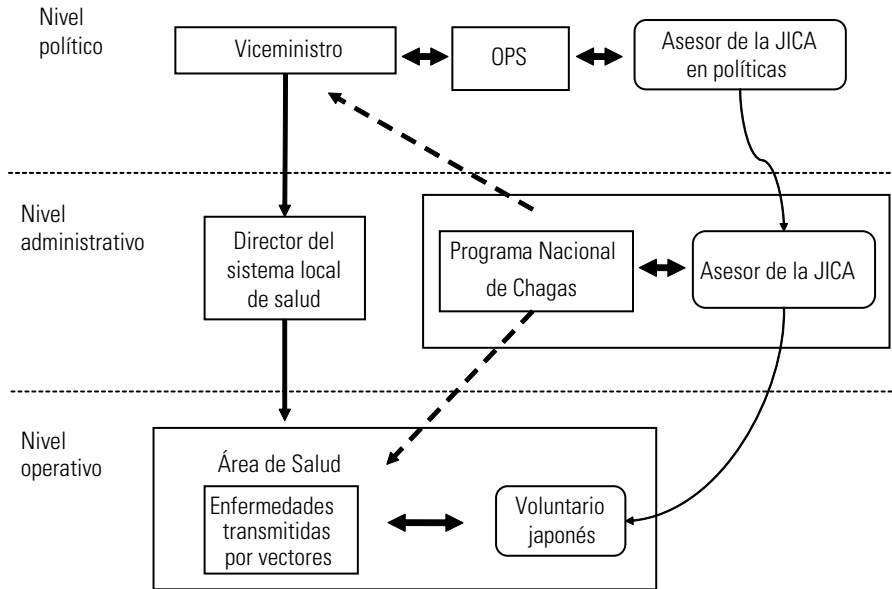 Nivel
político
Viceministro
OPS
Asesor de la JICA
en políticas
Nivel
administrativo
Director del
sistema local
de salud
Programa Nacional
de Chagas
Asesor de la JICA
Nivel
operativo
Área de Salud
Enfermedades
transmitidas
por vectores
Voluntario
japonés